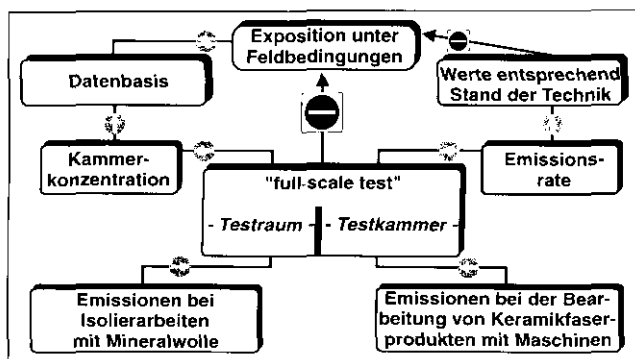 Exposition unter
Feldbedingungen
Datenbasis
Werte entsprechend
Stand der Technik
Kammer-
konzentration
"full-scale test"
- Testraum - Testkammer -
Emissions-
rate
Emissionen bei
Isolierarbeiten
mit Mineralwolle
Emissionen bei der Bear-
beitung von Keramikfaser-
produkten mit Maschinen